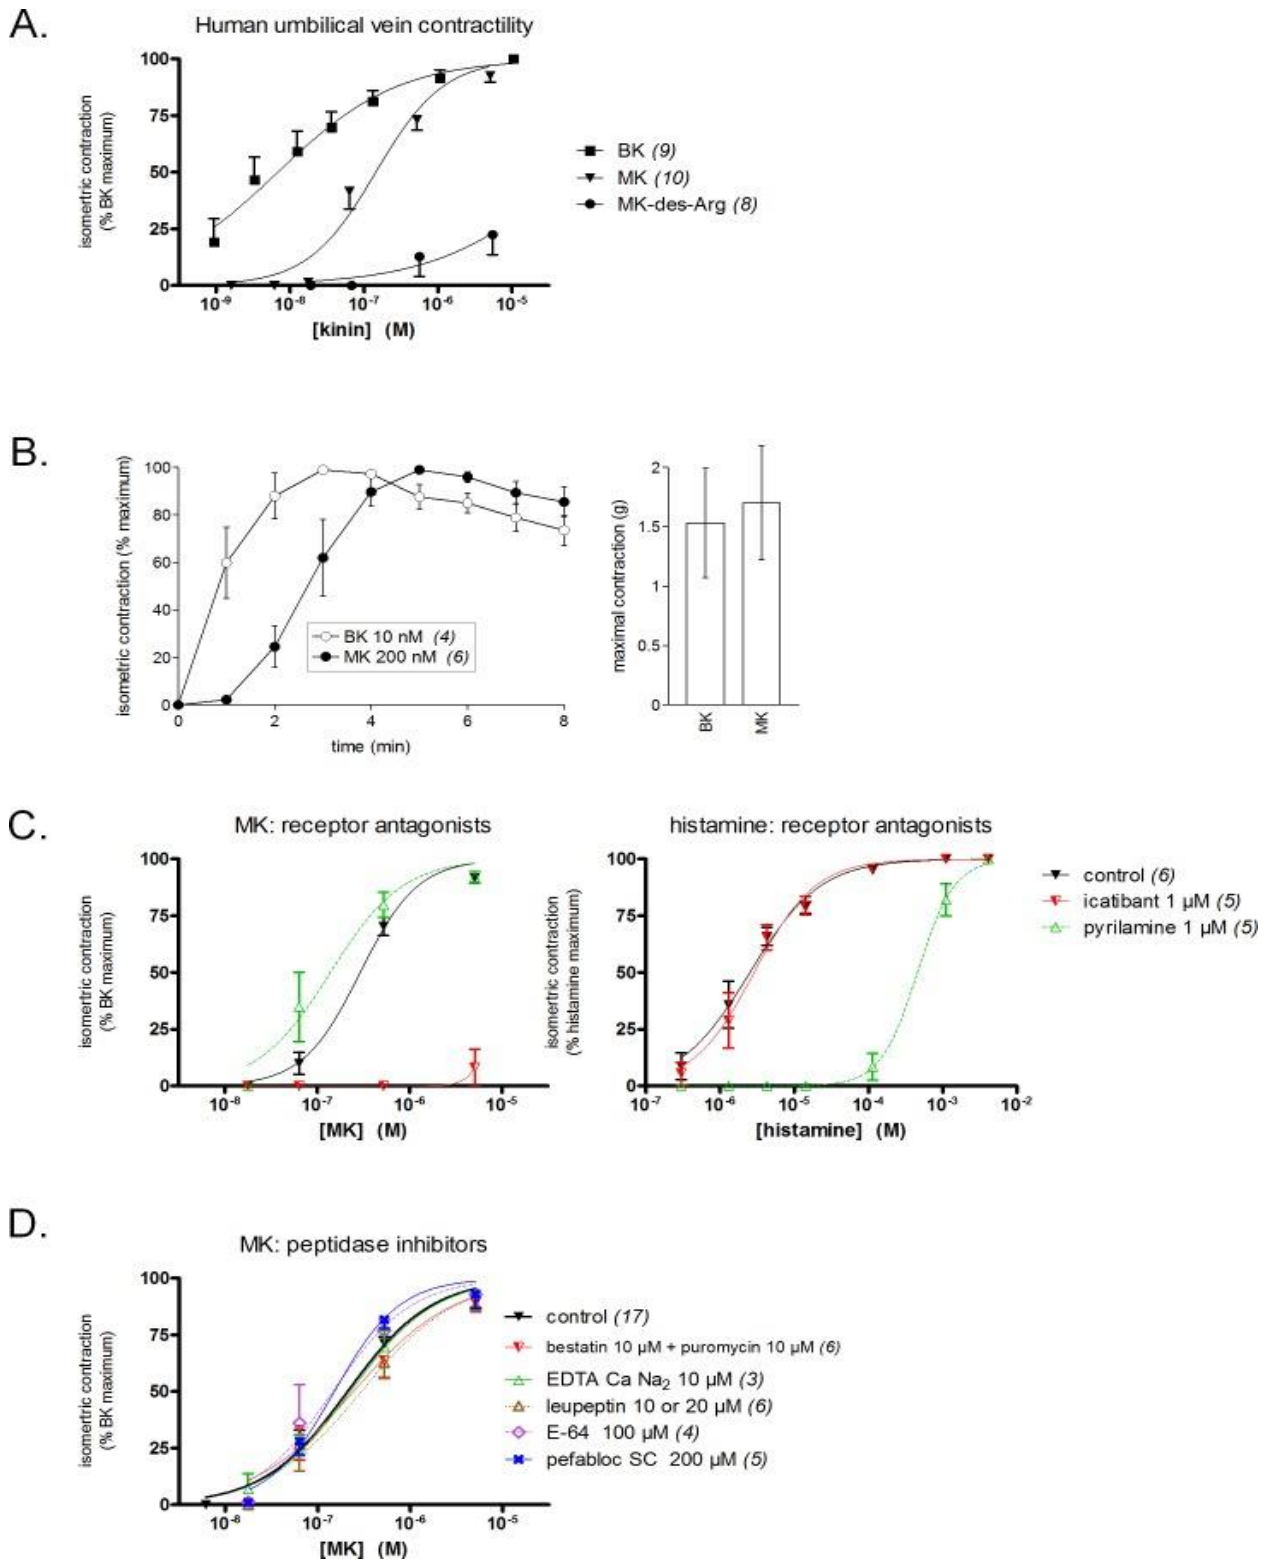 A.
Human umbilical vein contractility
isomertric contraction
(% BK maximum)
100
75
50
25
0
10-9
10-8
10-7
10-6
10-5
[kinin] (M)
BK (9)
MK (10)
MK-des-Arg (8)
B.
isometric contraction (% maximum)
100
80
60
40
20
0
0
2
4
6
8
time (min)
BK 10 nM (4)
MK 200 nM (6)
maximal contraction (g)
2
1.5
1
0.5
0
BK
MK
C.
MK: receptor antagonists
isomertric contraction
(% BK maximum)
100
75
50
25
0
10-8
10-7
10-6
10-5
[MK] (M)
histamine: receptor antagonists
isomertric contraction
(% histamine maximum)
100
75
50
25
0
10-7
10-6
10-5
10-4
10-3
10-2
[histamine] (M)
control (6)
icatibant 1 µM (5)
pyrilamine 1 µM (5)
D.
MK: peptidase inhibitors
isomertric contraction
(% BK maximum)
100
75
50
25
0
10-8
10-7
10-6
10-5
[MK] (M)
control (17)
bestatin 10 µM + puromycin 10 µM (6)
EDTA Ca Na2 10 µM (3)
leupeptin 10 or 20 µM (6)
E-64 100 µM (4)
pefabloc SC 200 µM (5)